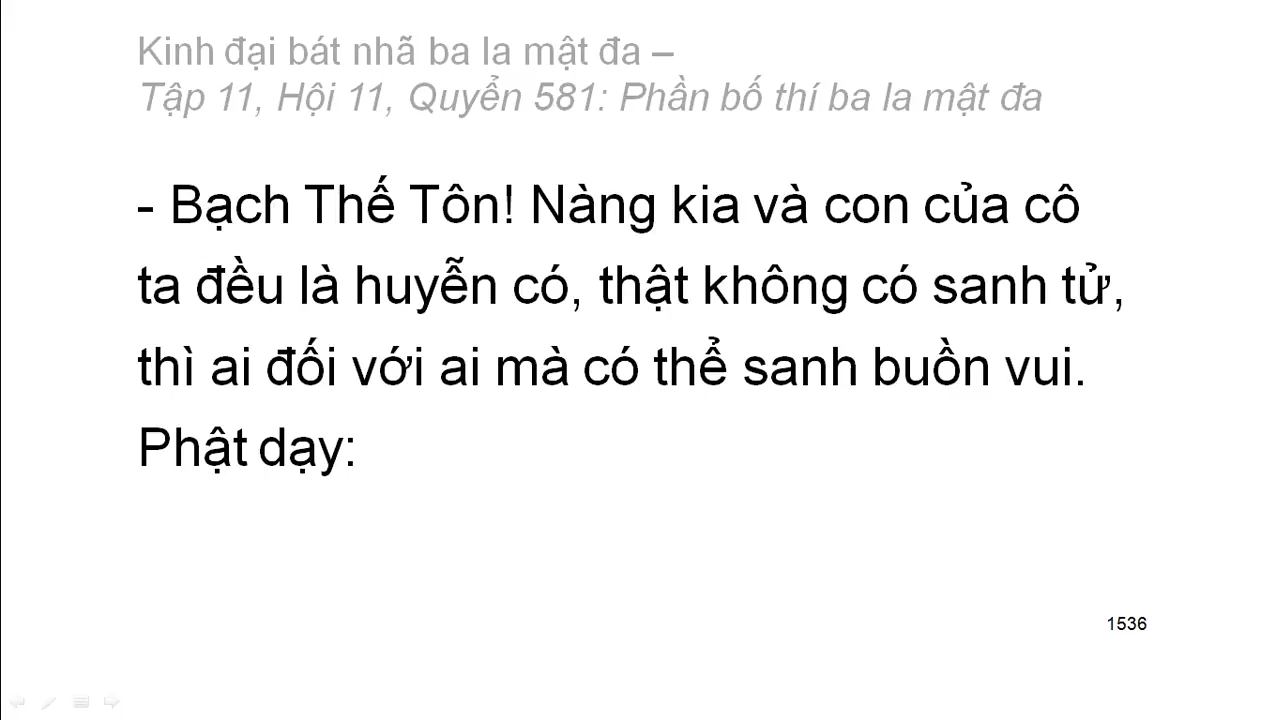 Kinh đại bát nhã ba la mật đa –
Tập 11, Hội 11, Quyển 581: Phần bố thí ba la mật đa
- Bạch Thế Tôn! Nàng kia và con của cô
ta đều là huyễn có, thật không có sanh tử,
thì ai đối với ai mà có thể sanh buồn vui.
Phật dạy:
1536